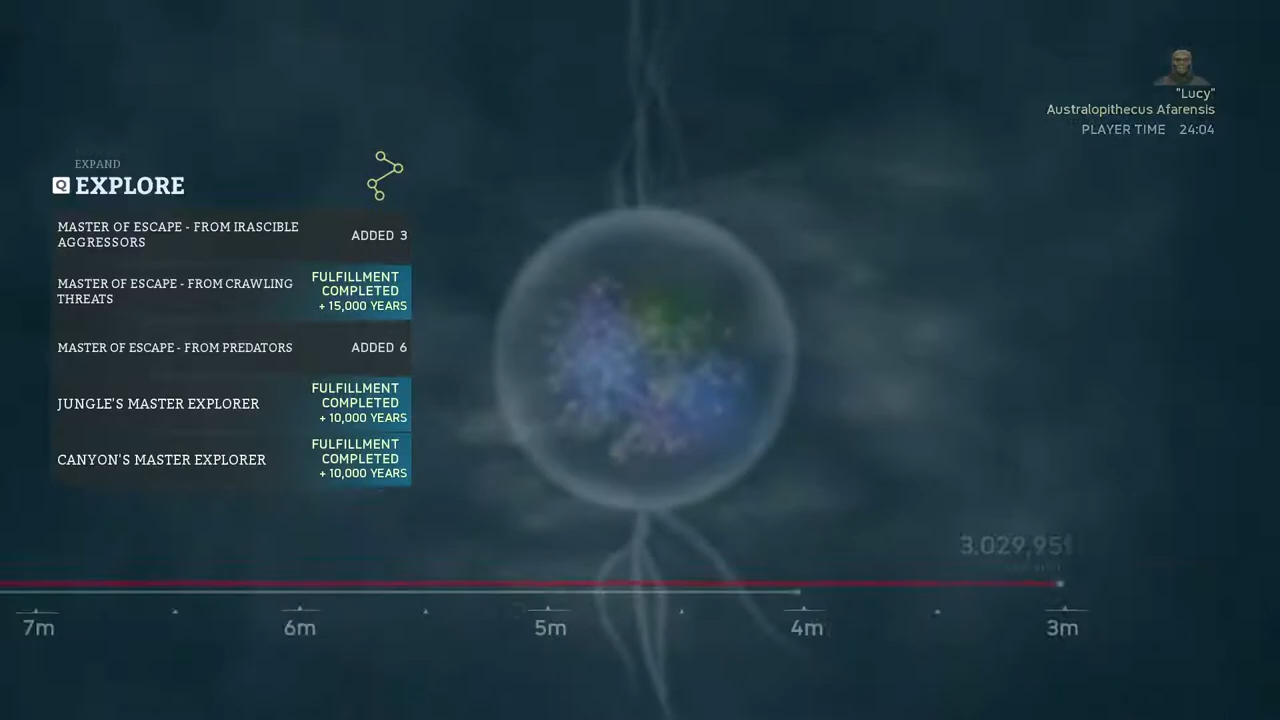 "Lucy"
Australopithecus Afarensis
PLAYER TIME 24:04
EXPAND
Q EXPLORE
MASTER OF ESCAPE - FROM IRASCIBLE
AGGRESSORS
ADDED 3
MASTER OF ESCAPE - FROM CRAWLING
THREATS
FULFILLMENT
COMPLETED
+ 15,000 YEARS
MASTER OF ESCAPE - FROM PREDATORS
ADDED 6
JUNGLE'S MASTER EXPLORER
FULFILLMENT
COMPLETED
+ 10,000 YEARS
CANYON'S MASTER EXPLORER
FULFILLMENT
COMPLETED
+ 10,000 YEARS
7m 6m 5m 4m 3m